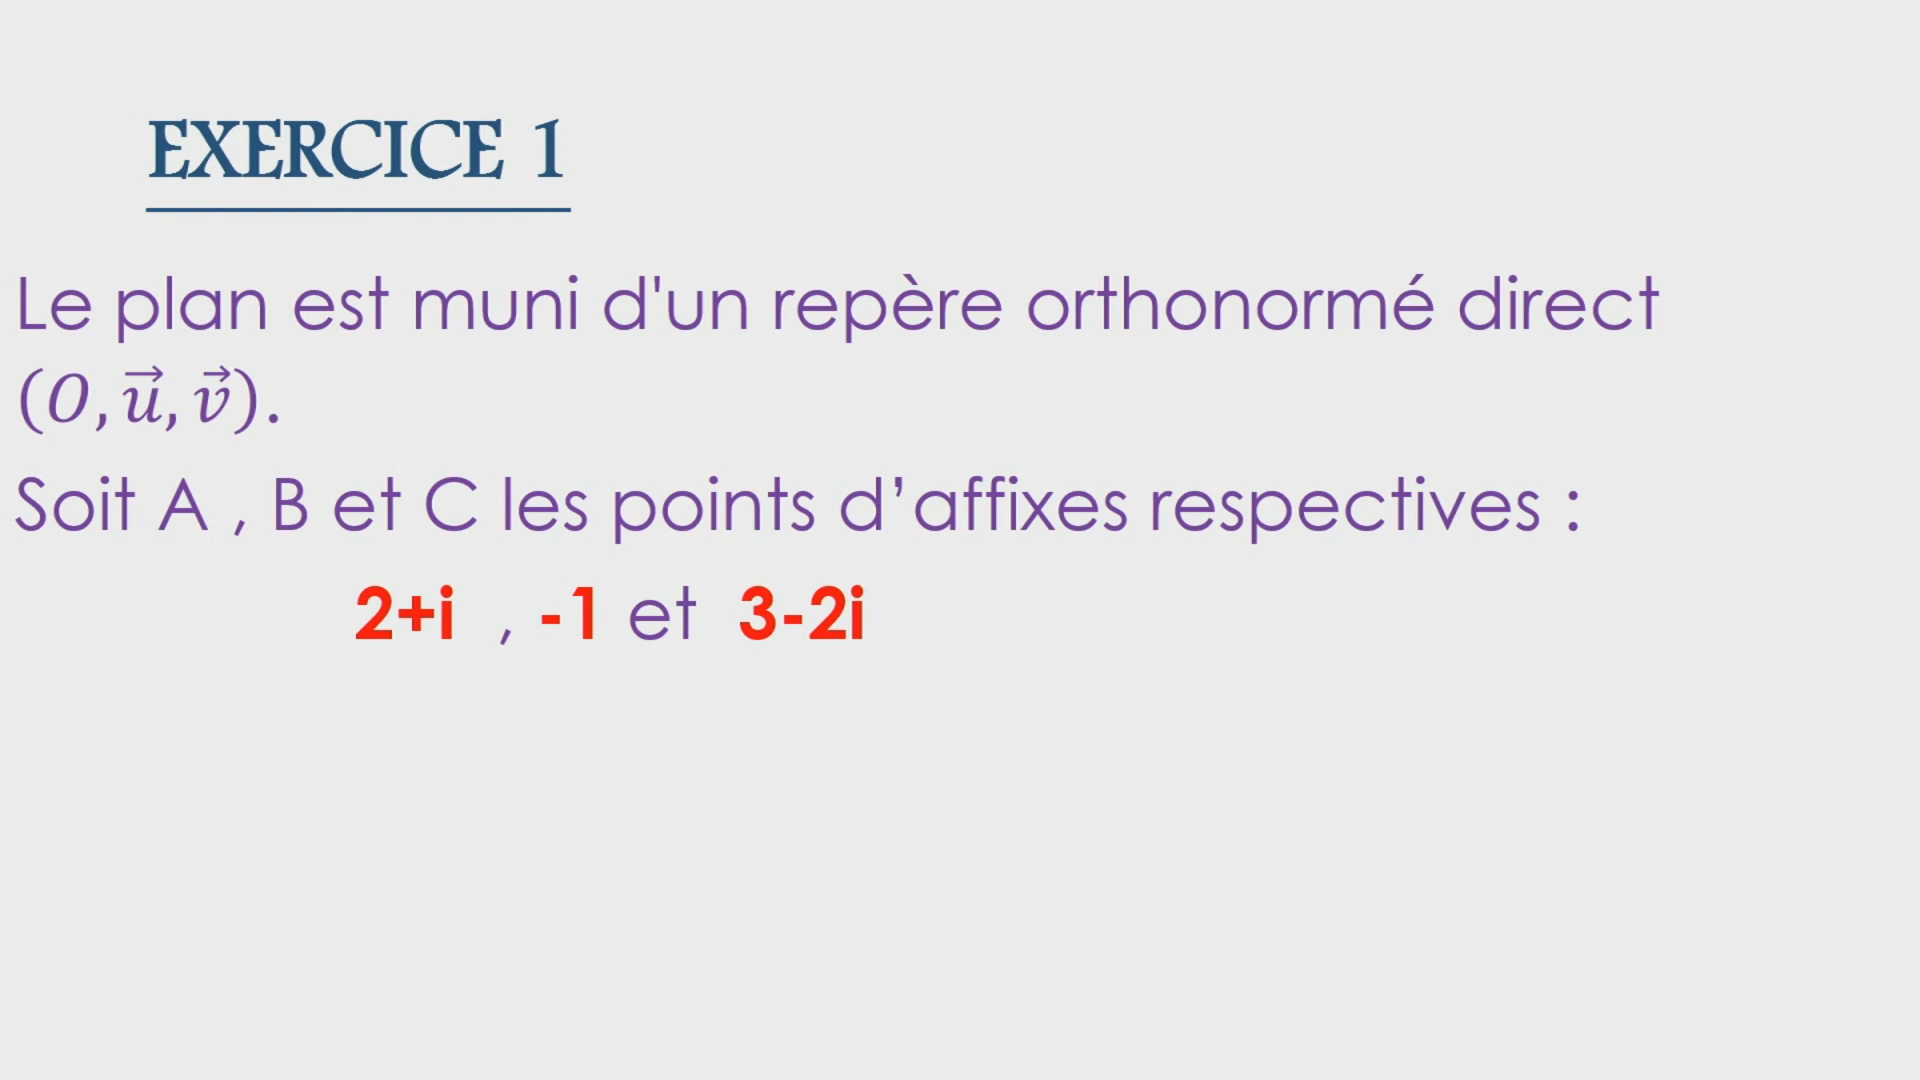 EXERCICE 1
Le plan est muni d'un repère orthonormé direct
(O, u⃗, v⃗).
Soit A , B et C les points d’affixes respectives :
2+i , -1 et 3-2i